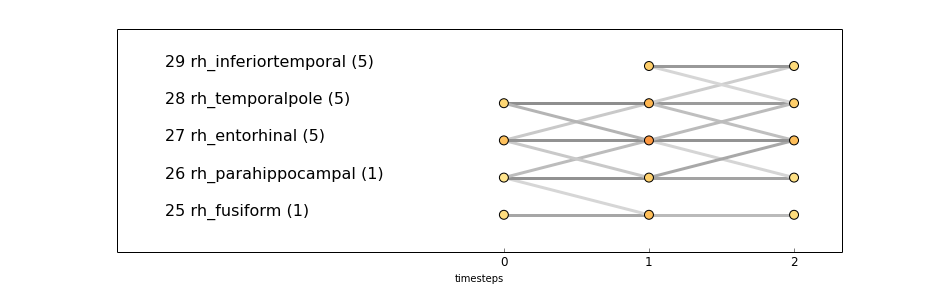 29 rh_inferiortemporal (5)
28 rh_temporalpole (5)
27 rh_entorhinal (5)
26 rh_parahippocampal (1)
25 rh_fusiform (1)
0 1 2
timesteps